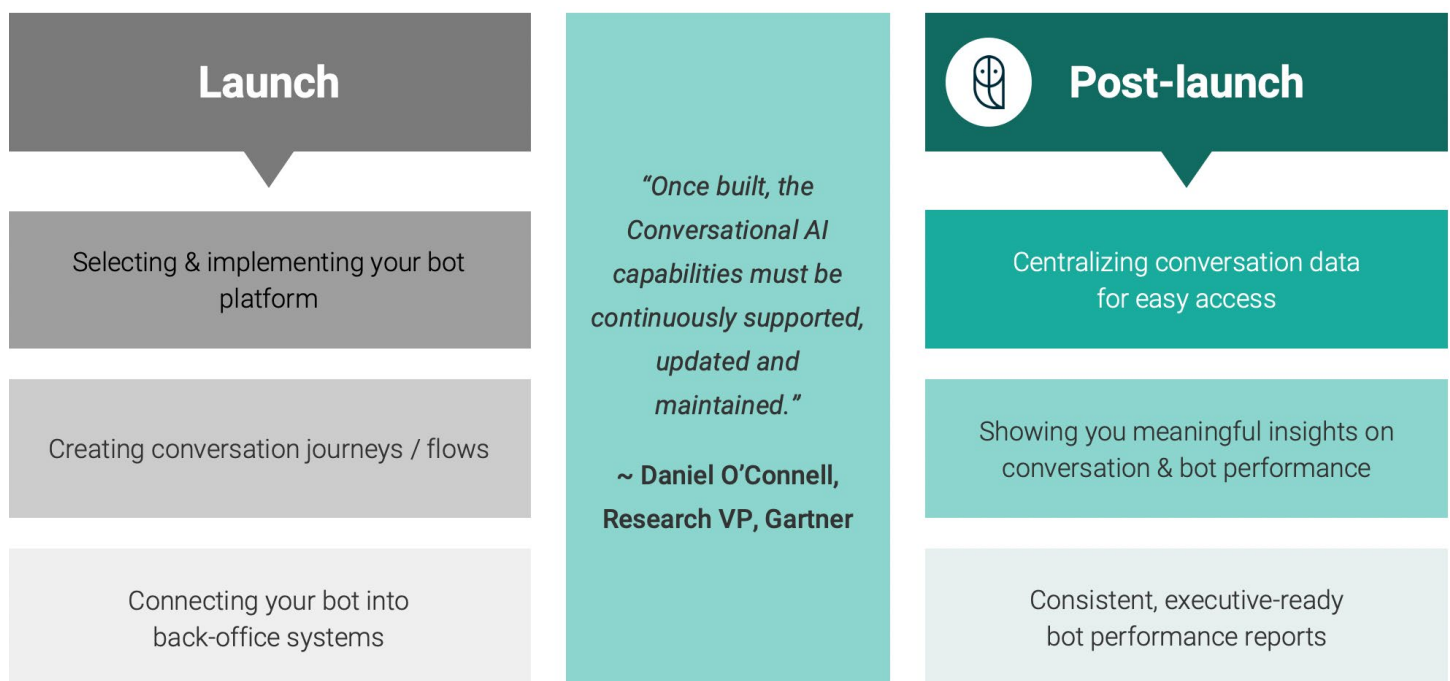 Launch
Selecting & implementing your bot
platform
Creating conversation journeys / flows
Connecting your bot into
back-office systems
“Once built, the
Conversational AI
capabilities must be
continuously supported,
updated and
maintained.”
~ Daniel O’Connell,
Research VP, Gartner
Post-launch
Centralizing conversation data
for easy access
Showing you meaningful insights on
conversation & bot performance
Consistent, executive-ready
bot performance reports